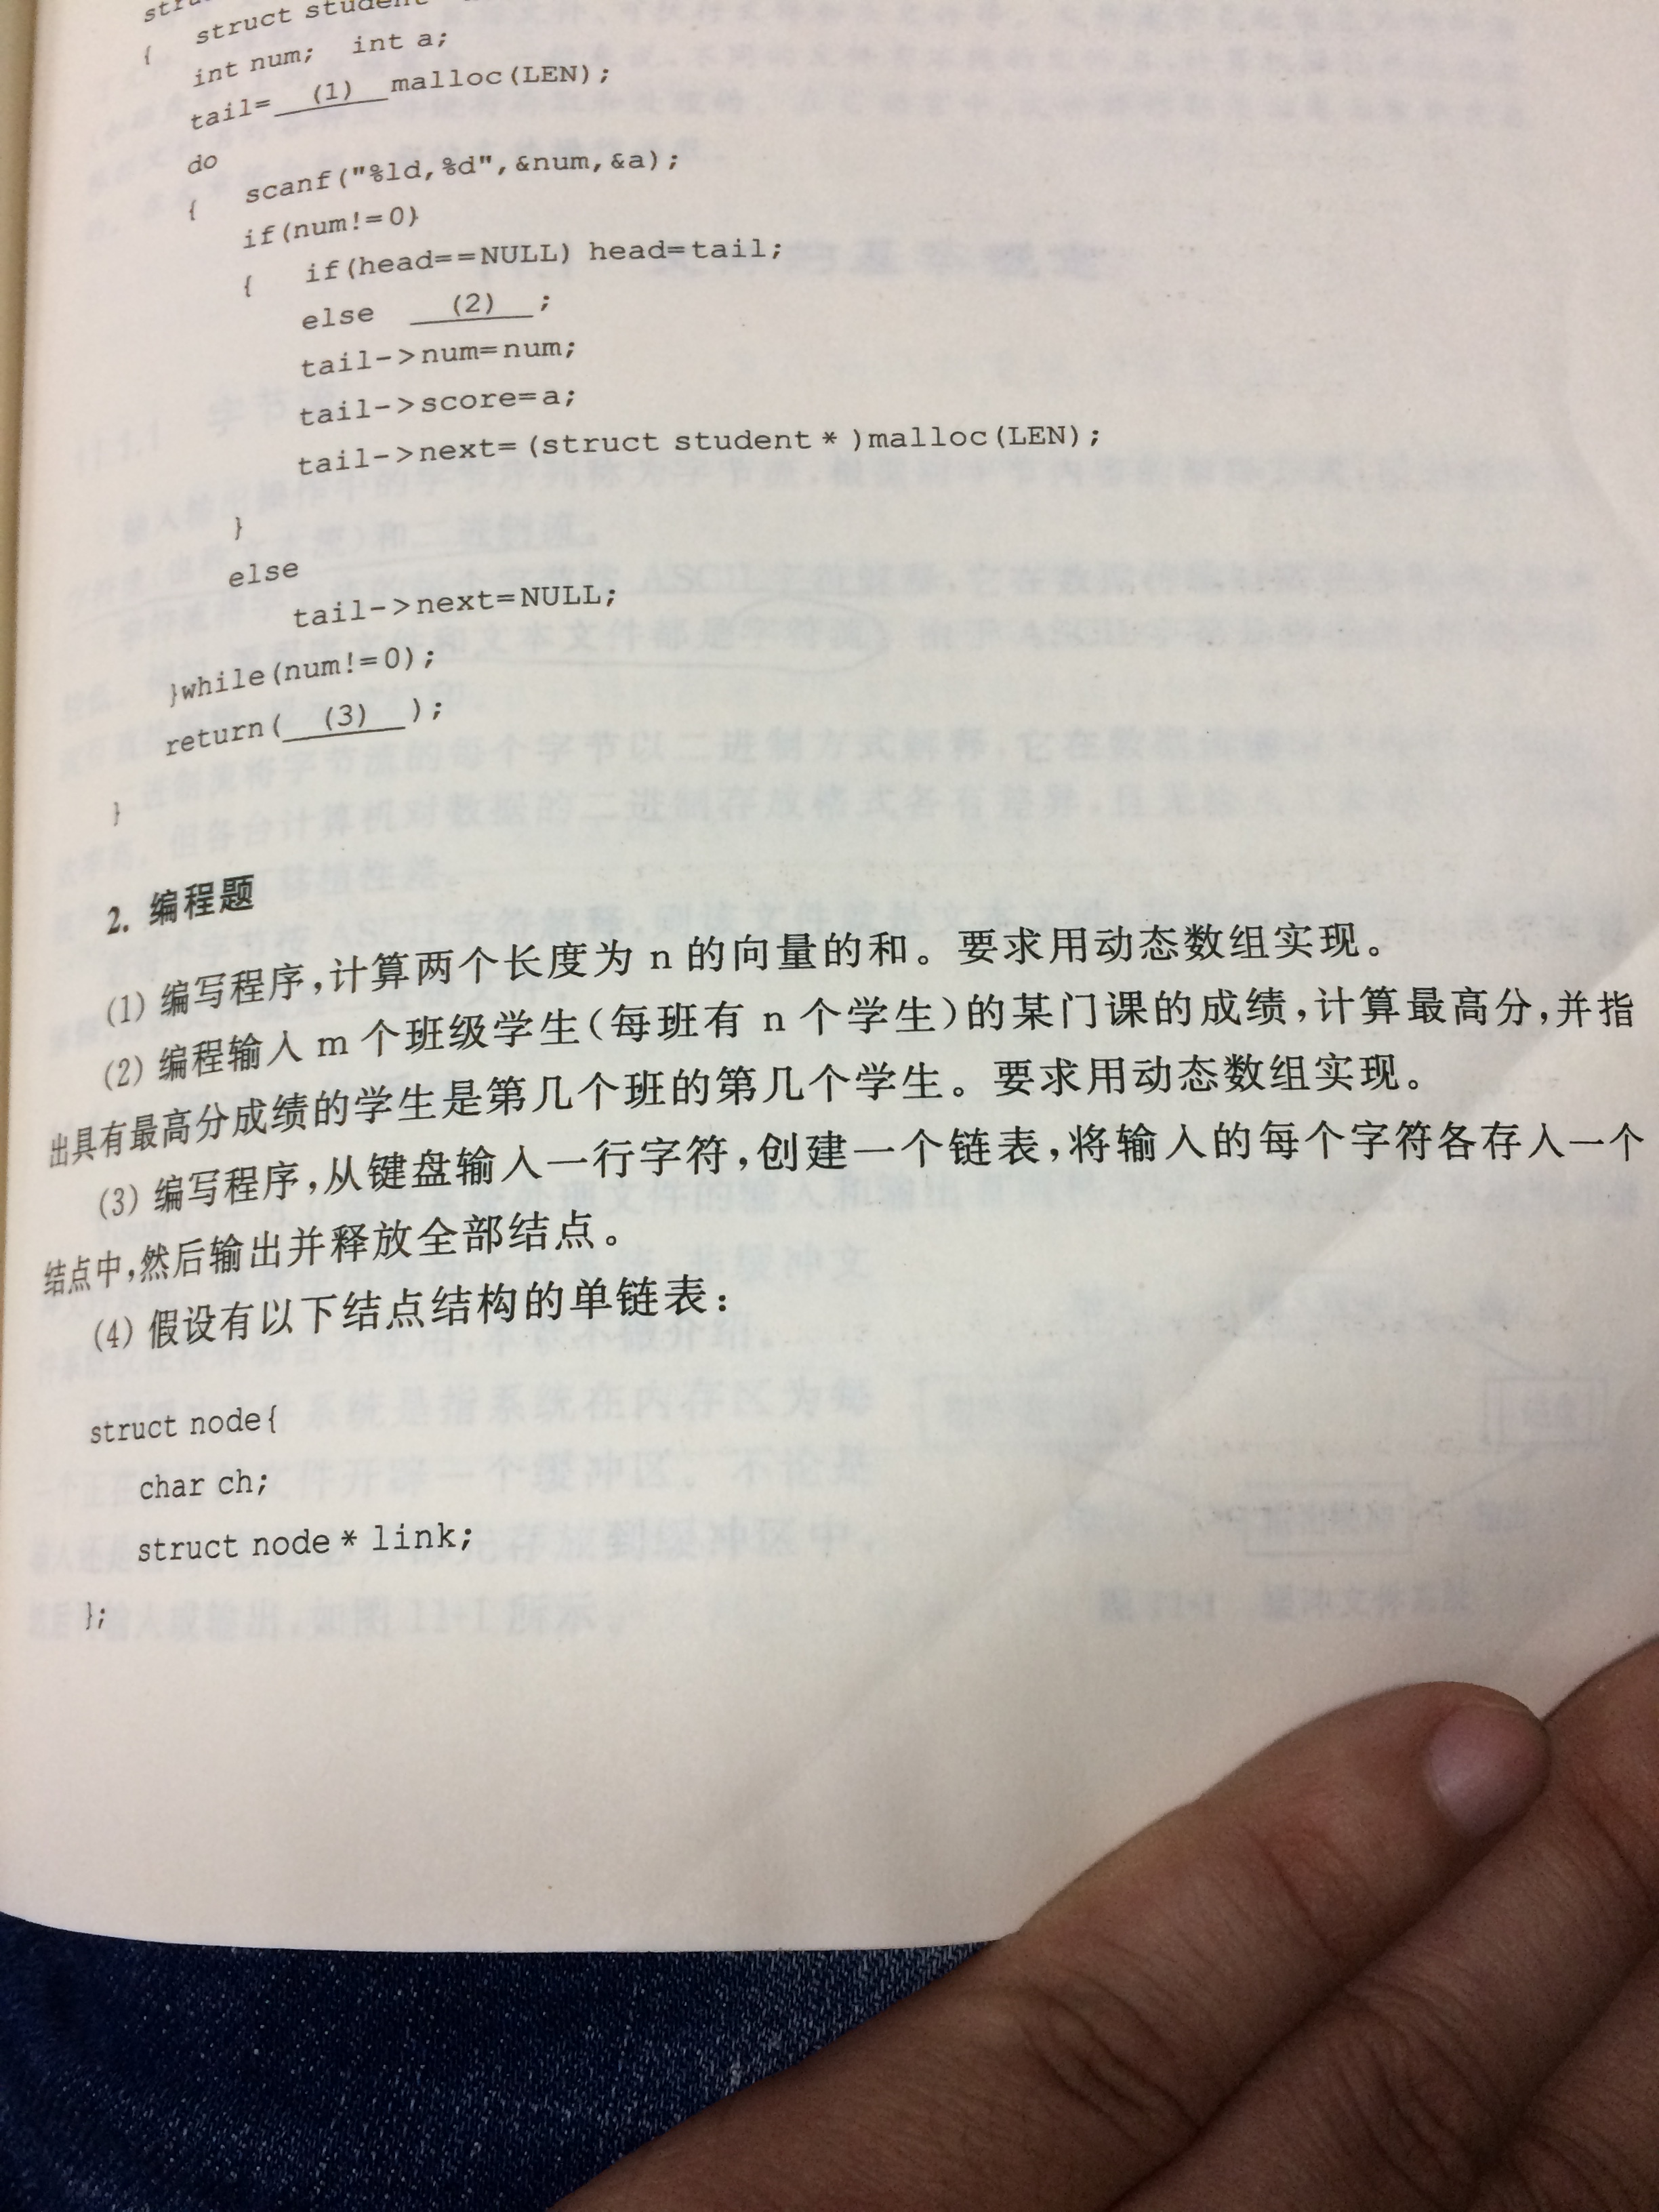 struct student
{ int num; int a;
tail= (1) malloc(LEN);
do
{ scanf("%ld,%d",&num,&a);
if(num!=0)
{ if(head==NULL) head=tail;
else (2) ;
tail->num=num;
tail->score=a;
tail->next=(struct student * )malloc(LEN);
}
else
tail->next=NULL;
}while(num!=0);
return( (3) );
}
2. 编程题
(1) 编写程序,计算两个长度为 n 的向量的和。要求用动态数组实现。
(2) 编程输入 m 个班级学生(每班有 n 个学生)的某门课的成绩,计算最高分,并指
出具有最高分成绩的学生是第几个班的第几个学生。要求用动态数组实现。
(3) 编写程序,从键盘输入一行字符,创建一个链表,将输入的每个字符各存入一个
结点中,然后输出并释放全部结点。
(4) 假设有以下结点结构的单链表:
struct node{
char ch;
struct node * link;
};